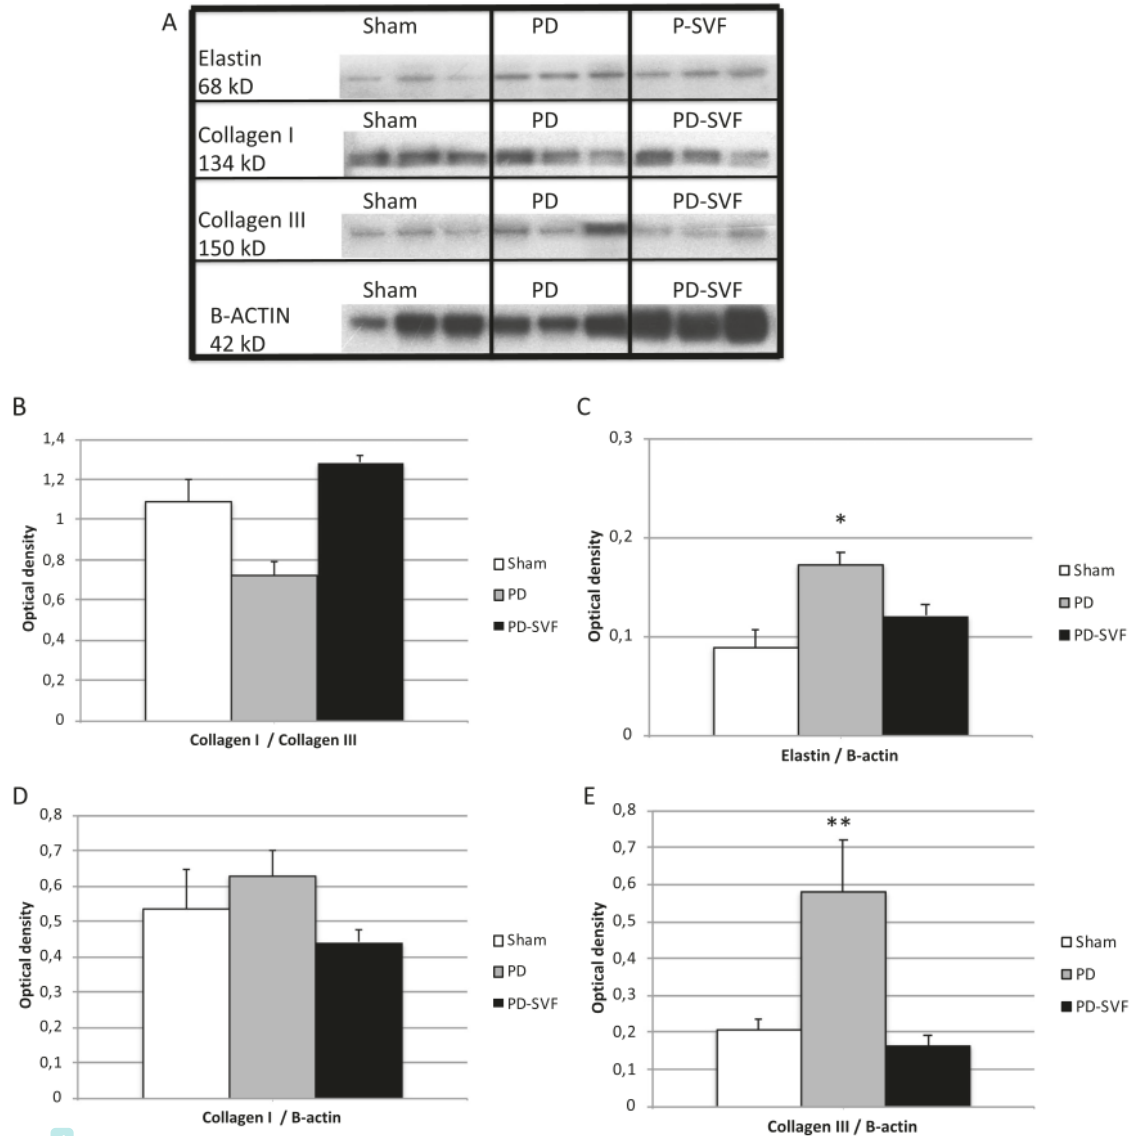 A
Sham PD P-SVF
Elastin
68 kD
Sham PD PD-SVF
Collagen I
134 kD
Sham PD PD-SVF
Collagen III
150 kD
Sham PD PD-SVF
B-ACTIN
42 kD
B
1,4
1,2
1
0,8
0,6
0,4
0,2
0
Optical density
Collagen I / Collagen III
Sham
PD
PD-SVF
C
0,3
0,2
0,1
0
Optical density
*
Elastin / B-actin
Sham
PD
PD-SVF
D
0,8
0,7
0,6
0,5
0,4
0,3
0,2
0,1
0
Optical density
Collagen I / B-actin
Sham
PD
PD-SVF
E
0,8
0,7
0,6
0,5
0,4
0,3
0,2
0,1
0
Optical density
**
Collagen III / B-actin
Sham
PD
PD-SVF